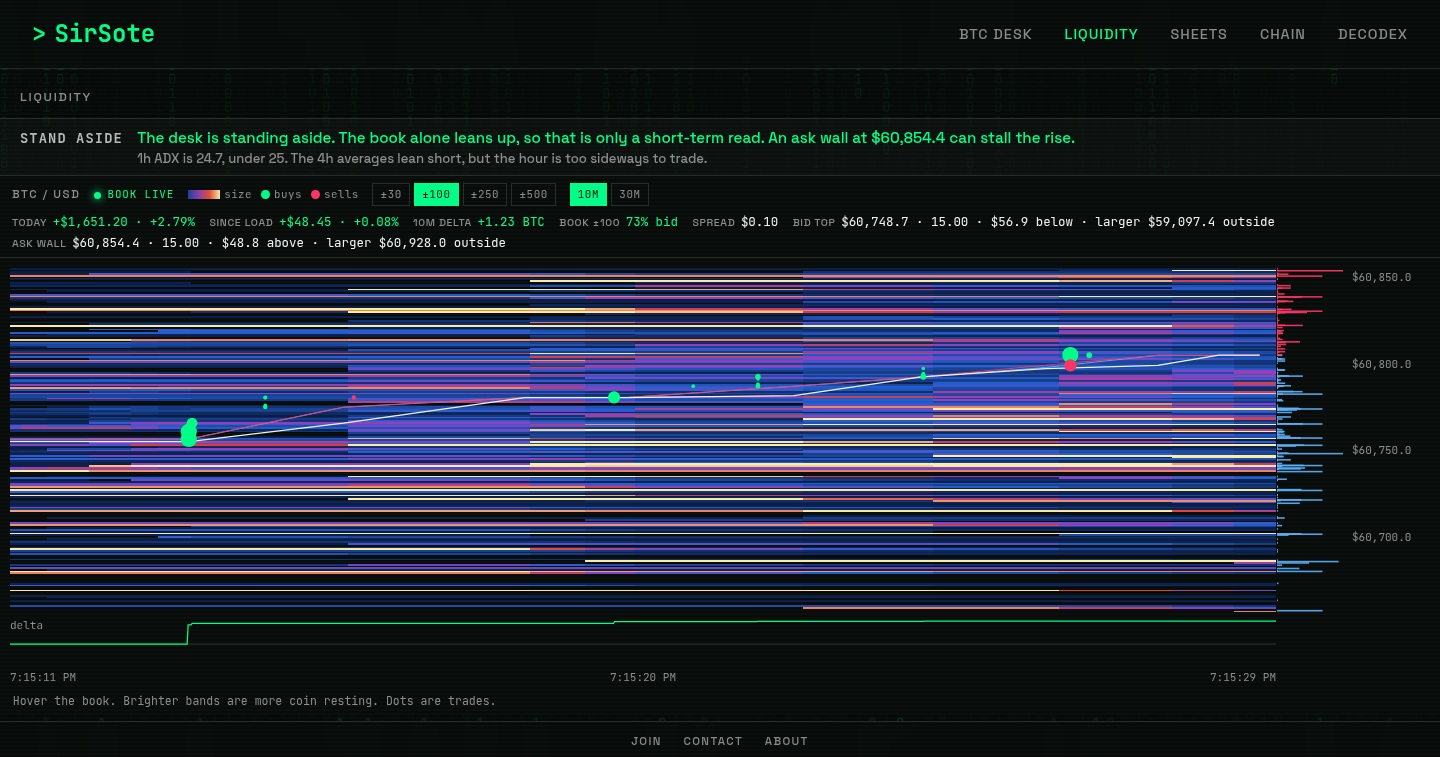 > SirSote
BTC DESK LIQUIDITY SHEETS CHAIN DECODEX
LIQUIDITY
STAND ASIDE The desk is standing aside. The book alone leans up, so that is only a short-term read. An ask wall at $60,854.4 can stall the rise.
1h ADX is 24.7, under 25. The 4h averages lean short, but the hour is too sideways to trade.
BTC / USD BOOK LIVE size buys sells ±30 ±100 ±250 ±500 10M 30M
TODAY +$1,651.20 · +2.79% SINCE LOAD +$48.45 · +0.08% 10M DELTA +1.23 BTC BOOK ±100 73% bid SPREAD $0.10 BID TOP $60,748.7 · 15.00 · $56.9 below · larger $59,097.4 outside
ASK WALL $60,854.4 · 15.00 · $48.8 above · larger $60,928.0 outside
$60,850.0
$60,800.0
$60,750.0
$60,700.0
delta
7:15:11 PM 7:15:20 PM 7:15:29 PM
Hover the book. Brighter bands are more coin resting. Dots are trades.
JOIN CONTACT ABOUT